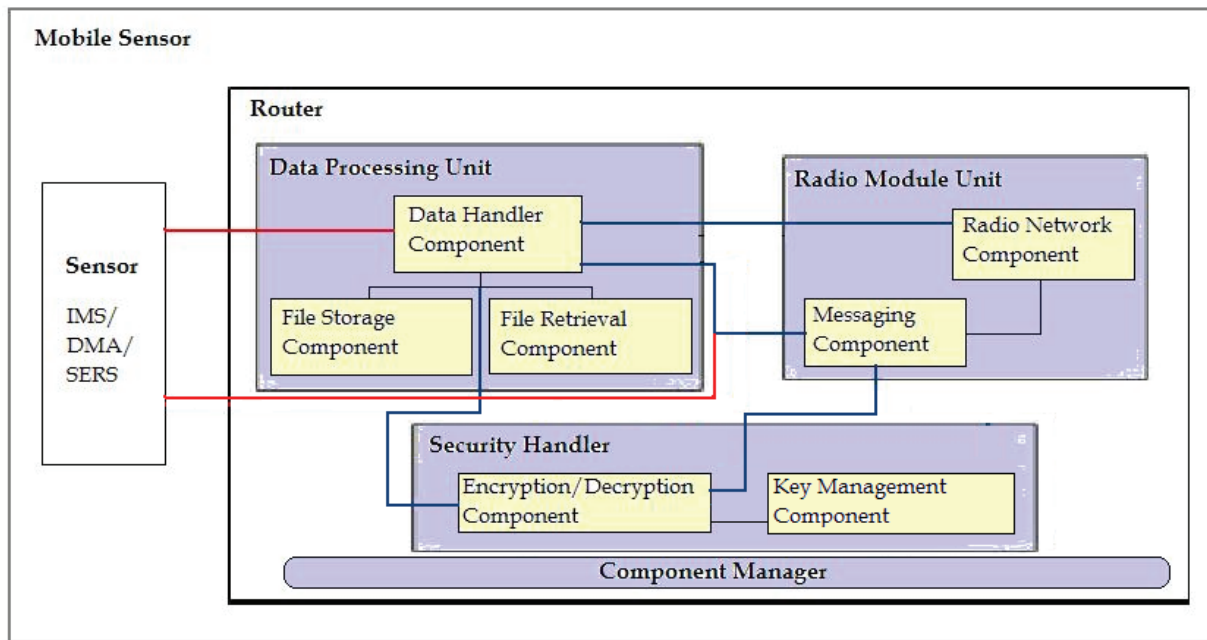 Mobile Sensor
Router
Data Processing Unit
Data Handler
Component
File Storage
Component
File Retrieval
Component
Radio Module Unit
Radio Network
Component
Messaging
Component
Sensor
IMS/
DMA/
SERS
Security Handler
Encryption/Decryption
Component
Key Management
Component
Component Manager